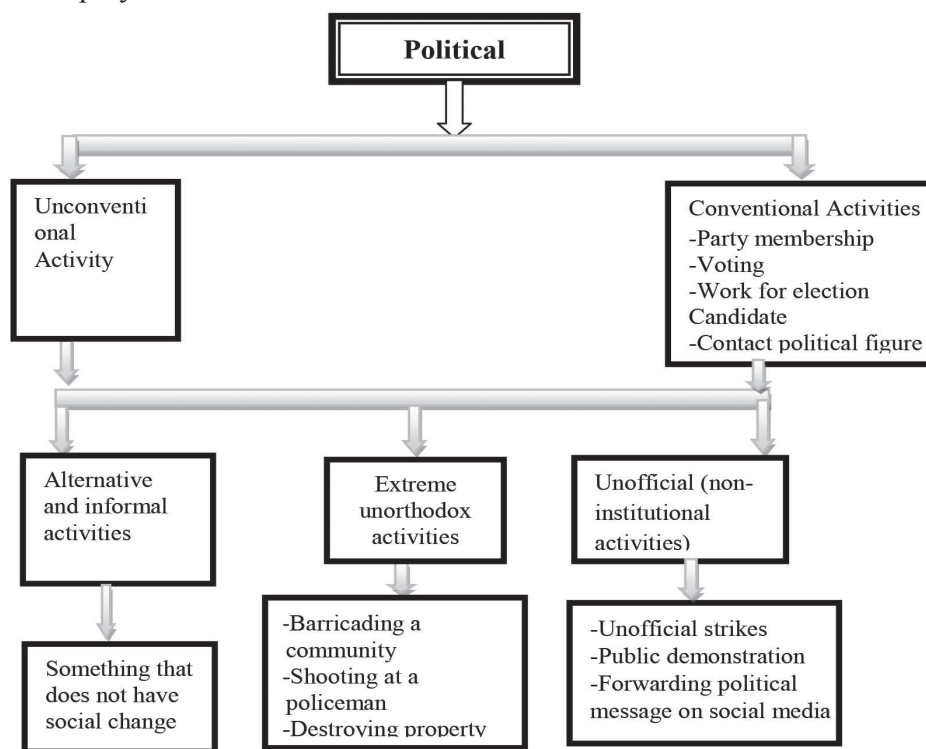 Political
Unconventi
onal
Activity
Conventional Activities
-Party membership
-Voting
-Work for election
Candidate
-Contact political figure
Alternative
and informal
activities
Extreme
unorthodox
activities
Unofficial (non-
institutional
activities)
Something that
does not have
social change
-Barricading a
community
-Shooting at a
policeman
-Destroying property
-Unofficial strikes
-Public demonstration
-Forwarding political
message on social media